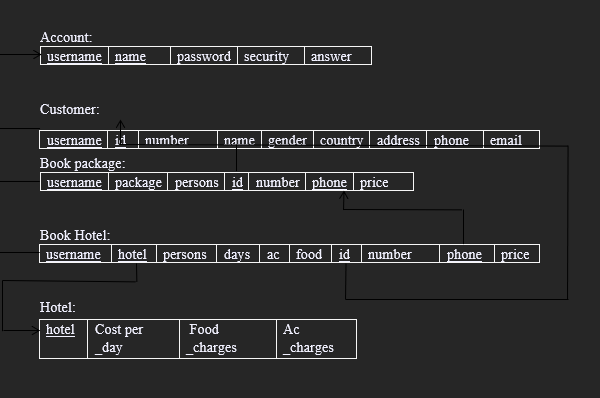 Account:
username name password security answer
Customer:
username id number name gender country address phone email
Book package:
username package persons id number phone price
Book Hotel:
username hotel persons days ac food id number phone price
Hotel:
hotel Cost per Food Ac
_day _charges _charges